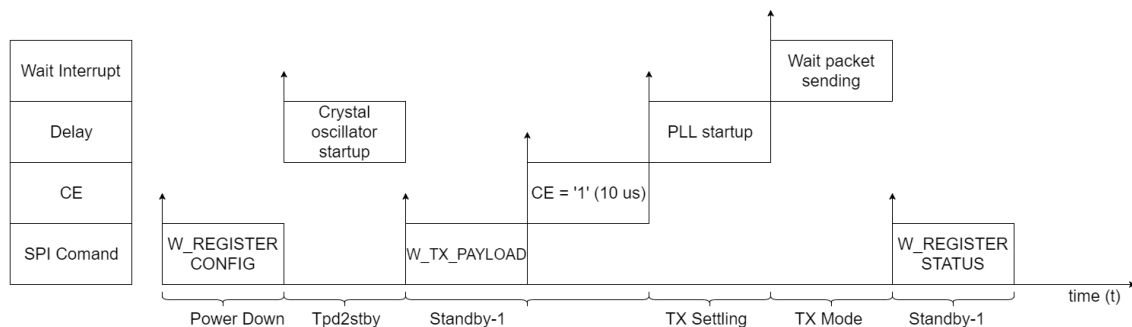 Wait Interrupt
Wait packet
sending
Delay
Crystal
oscillator
startup
PLL startup
CE
CE = '1' (10 us)
SPI Comand
W_REGISTER
CONFIG
W_TX_PAYLOAD
W_REGISTER
STATUS
time (t)
Power Down
Tpd2stby
Standby-1
TX Settling
TX Mode
Standby-1